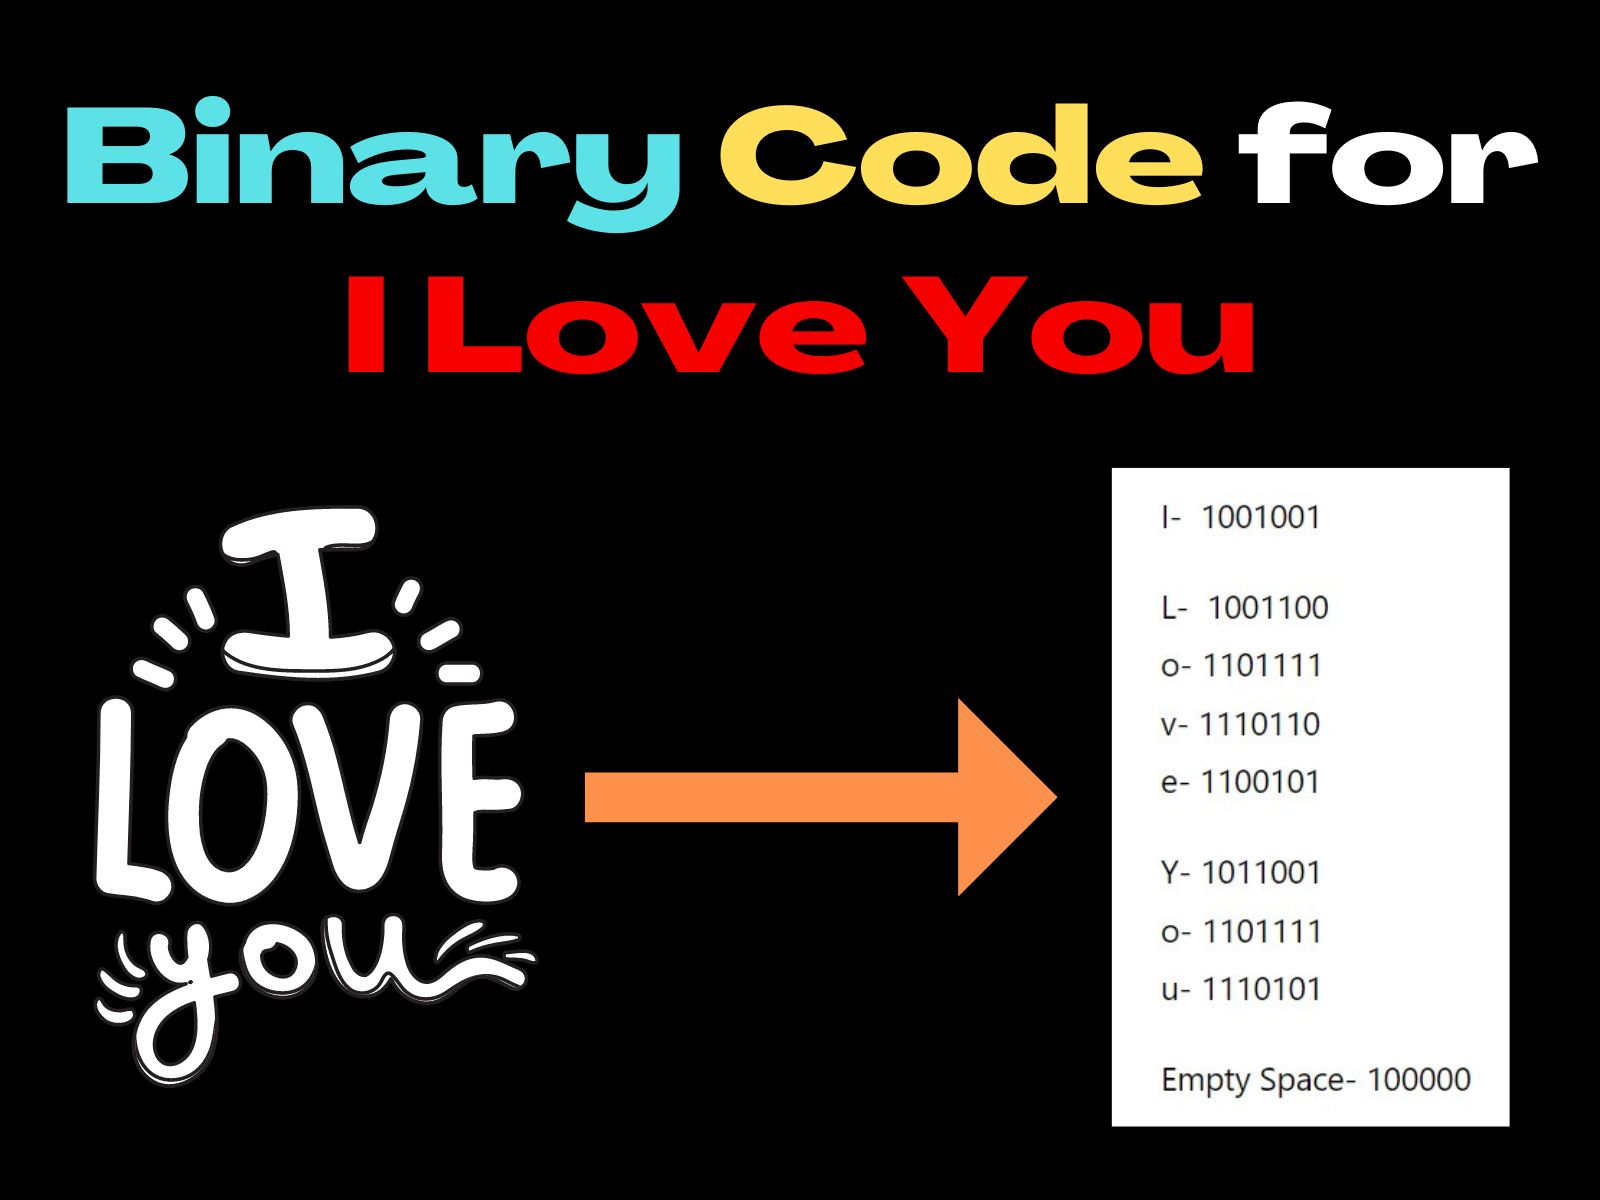 Binary Code for
I Love You
I
LOVE
you
I- 1001001
L- 1001100
o- 1101111
v- 1110110
e- 1100101
Y- 1011001
o- 1101111
u- 1110101
Empty Space- 100000